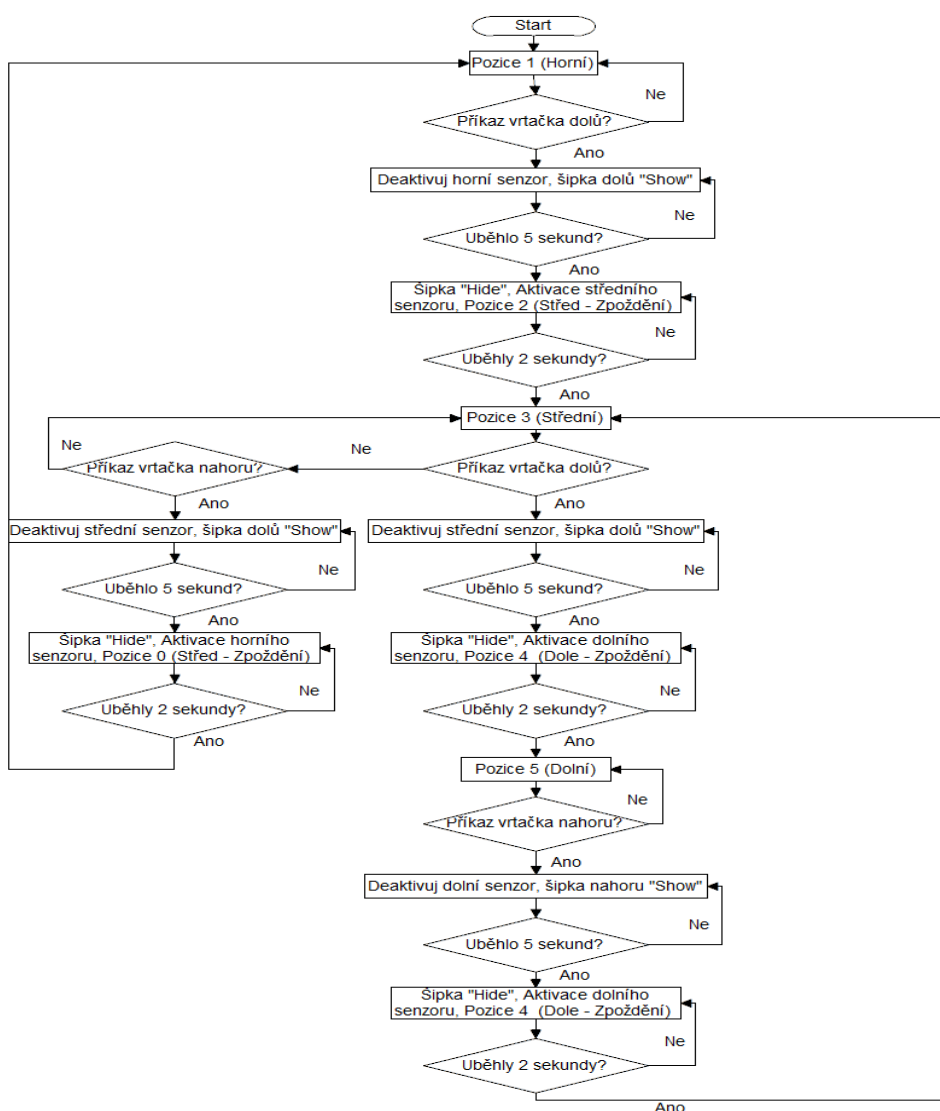 Start
Pozice 1 (Horní)
Ne
Příkaz vrtačka dolů?
Ano
Deaktivuj horní senzor, šipka dolů "Show"
Ne
Uběhlo 5 sekund?
Ano
Šipka "Hide", Aktivace středního
senzoru, Pozice 2 (Střed - Zpoždění)
Ne
Uběhly 2 sekundy?
Ano
Pozice 3 (Střední)
Ne
Ne
Příkaz vrtačka nahoru?
Příkaz vrtačka dolů?
Ano
Ano
Deaktivuj střední senzor, šipka dolů "Show"
Deaktivuj střední senzor, šipka dolů "Show"
Ne
Ne
Uběhlo 5 sekund?
Uběhlo 5 sekund?
Ano
Ano
Šipka "Hide", Aktivace horního
senzoru, Pozice 0 (Střed - Zpoždění)
Šipka "Hide", Aktivace dolního
senzoru, Pozice 4  (Dole - Zpoždění)
Ne
Ne
Uběhly 2 sekundy?
Uběhly 2 sekundy?
Ano
Ano
Pozice 5 (Dolní)
Ne
Příkaz vrtačka nahoru?
Ano
Deaktivuj dolní senzor, šipka nahoru "Show"
Ne
Uběhlo 5 sekund?
Ano
Šipka "Hide", Aktivace dolního
senzoru, Pozice 4  (Dole - Zpoždění)
Ne
Uběhly 2 sekundy?
Ano